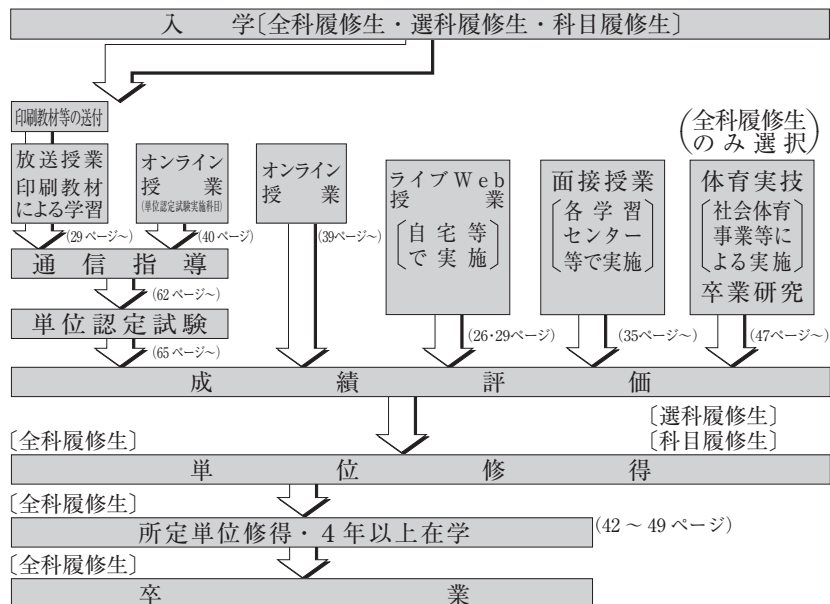 入学〔全科履修生・選科履修生・科目履修生〕
印刷教材等の送付
放送授業
印刷教材
による学習
(29ページ~)
オンライン
授業
(単位認定試験実施科目)
(40ページ)
通信指導
(62ページ~)
単位認定試験
(65ページ~)
オンライン
授業
(39ページ~)
ライブWeb
授業
〔自宅等
で実施〕
(26・29ページ)
面接授業
〔各学習
センター
等で実施〕
(35ページ~)
(全科履修生
のみ選択)
体育実技
〔社会体育
事業等に
よる実施〕
卒業研究
(47ページ~)
成績評価
〔選科履修生〕
〔科目履修生〕
〔全科履修生〕
単位修得
〔全科履修生〕
所定単位修得・4年以上在学
(42~49ページ)
〔全科履修生〕
卒業